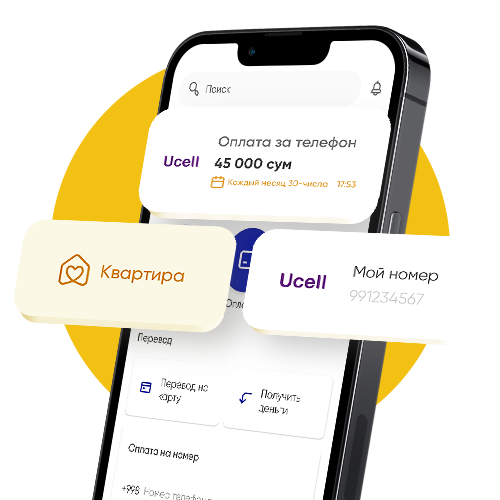 Поиск
Оплата за телефон
Ucell
45 000 сум
Каждый месяц 30-числа 17:53
Квартира
Ucell
Мой номер
991234567
Перевод
Перевод на
карту
Получить
деньги
Оплата на номер
+998 Номер телефон